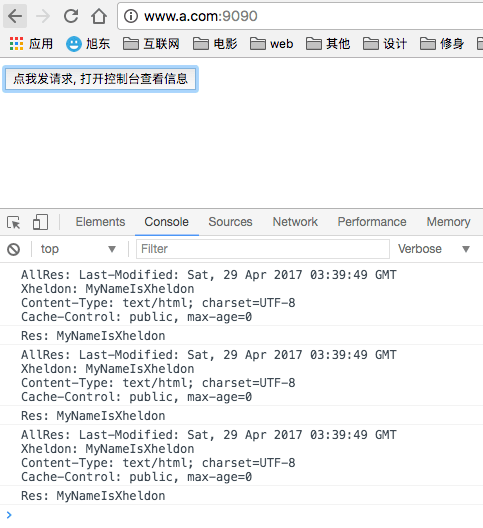 www.a.com:9090
应用 旭东 互联网 电影 web 其他 设计 修身
点我发请求, 打开控制台查看信息
Elements Console Sources Network Performance Memory
top Filter Verbose
AllRes: Last-Modified: Sat, 29 Apr 2017 03:39:49 GMT
Xheldon: MyNameIsXheldon
Content-Type: text/html; charset=UTF-8
Cache-Control: public, max-age=0
Res: MyNameIsXheldon
AllRes: Last-Modified: Sat, 29 Apr 2017 03:39:49 GMT
Xheldon: MyNameIsXheldon
Content-Type: text/html; charset=UTF-8
Cache-Control: public, max-age=0
Res: MyNameIsXheldon
AllRes: Last-Modified: Sat, 29 Apr 2017 03:39:49 GMT
Xheldon: MyNameIsXheldon
Content-Type: text/html; charset=UTF-8
Cache-Control: public, max-age=0
Res: MyNameIsXheldon